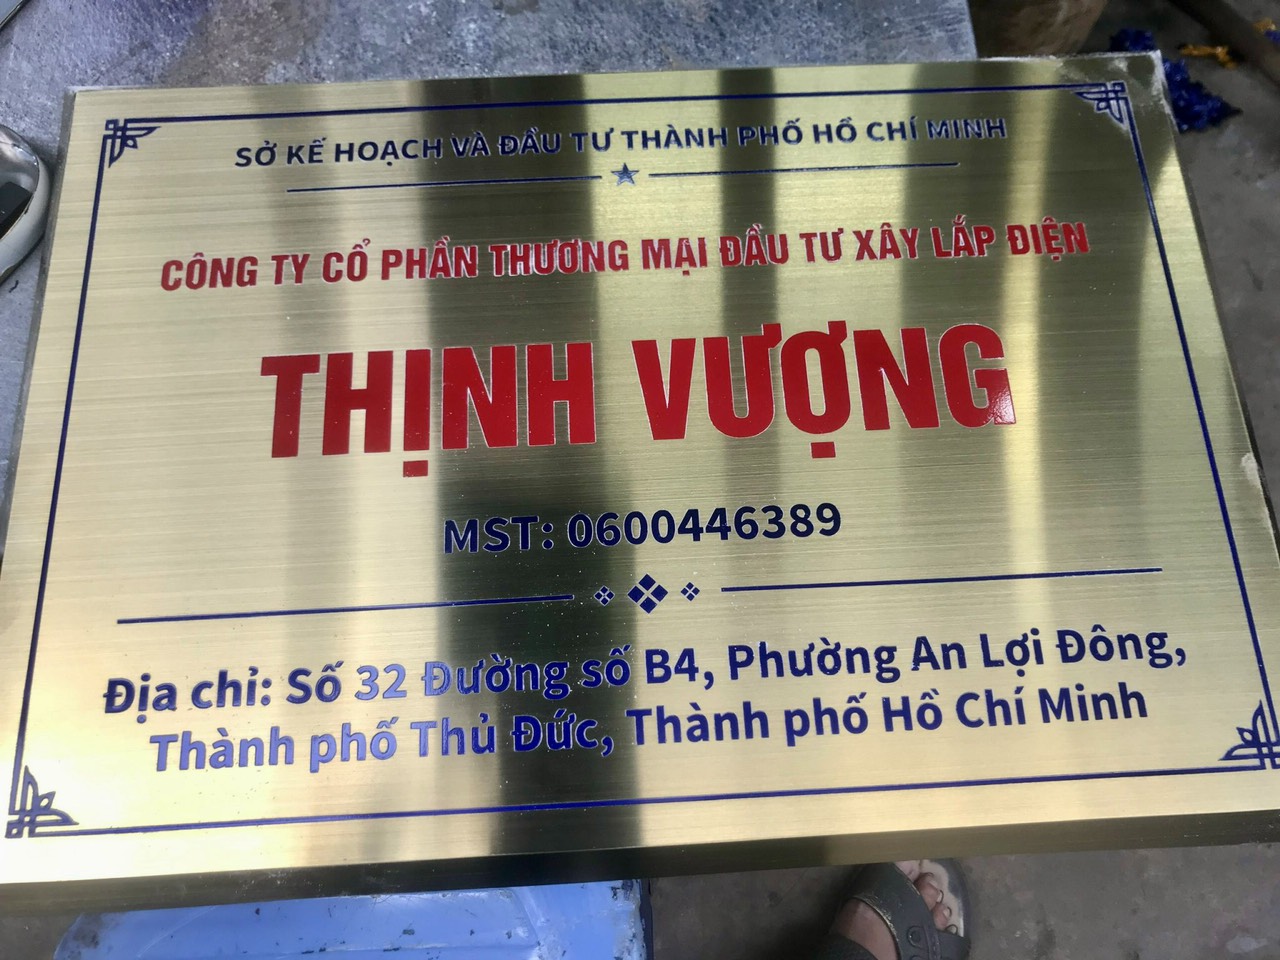 SỞ KẾ HOẠCH VÀ ĐẦU TƯ THÀNH PHỐ HỒ CHÍ MINH
CÔNG TY CỔ PHẦN THƯƠNG MẠI ĐẦU TƯ XÂY LẮP ĐIỆN
THỊNH VƯỢNG
MST: 0600446389
Địa chỉ: Số 32 Đường số B4, Phường An Lợi Đông,
Thành phố Thủ Đức, Thành phố Hồ Chí Minh